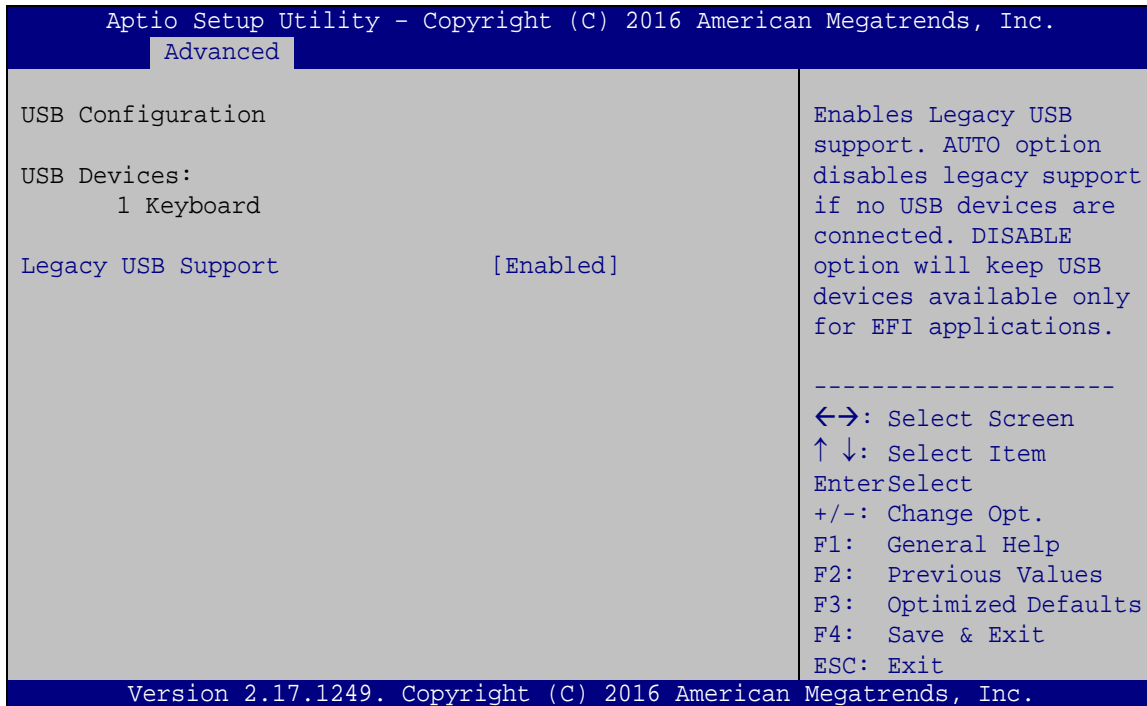 Aptio Setup Utility – Copyright (C) 2016 American Megatrends, Inc.
Advanced
USB Configuration
USB Devices:
1 Keyboard
Legacy USB Support [Enabled]
Enables Legacy USB
support. AUTO option
disables legacy support
if no USB devices are
connected. DISABLE
option will keep USB
devices available only
for EFI applications.
---------------------
←→: Select Screen
↑ ↓: Select Item
EnterSelect
+/-: Change Opt.
F1: General Help
F2: Previous Values
F3: Optimized Defaults
F4: Save & Exit
ESC: Exit
Version 2.17.1249. Copyright (C) 2016 American Megatrends, Inc.